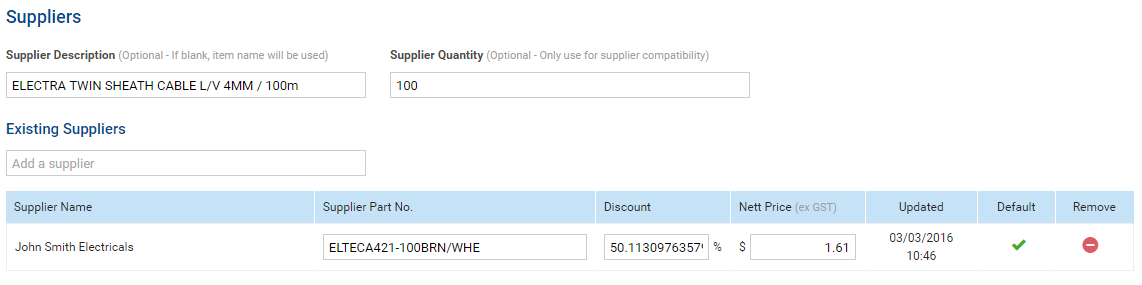 Suppliers
Supplier Description (Optional - If blank, item name will be used) Supplier Quantity (Optional - Only use for supplier compatibility)
ELECTRA TWIN SHEATH CABLE L/V 4MM / 100m 100
Existing Suppliers
Add a supplier
Supplier Name Supplier Part No. Discount Nett Price (ex GST) Updated Default Remove
John Smith Electricals ELTECA421-100BRN/WHE 50.1130976357 % $ 1.61 03/03/2016
10:46